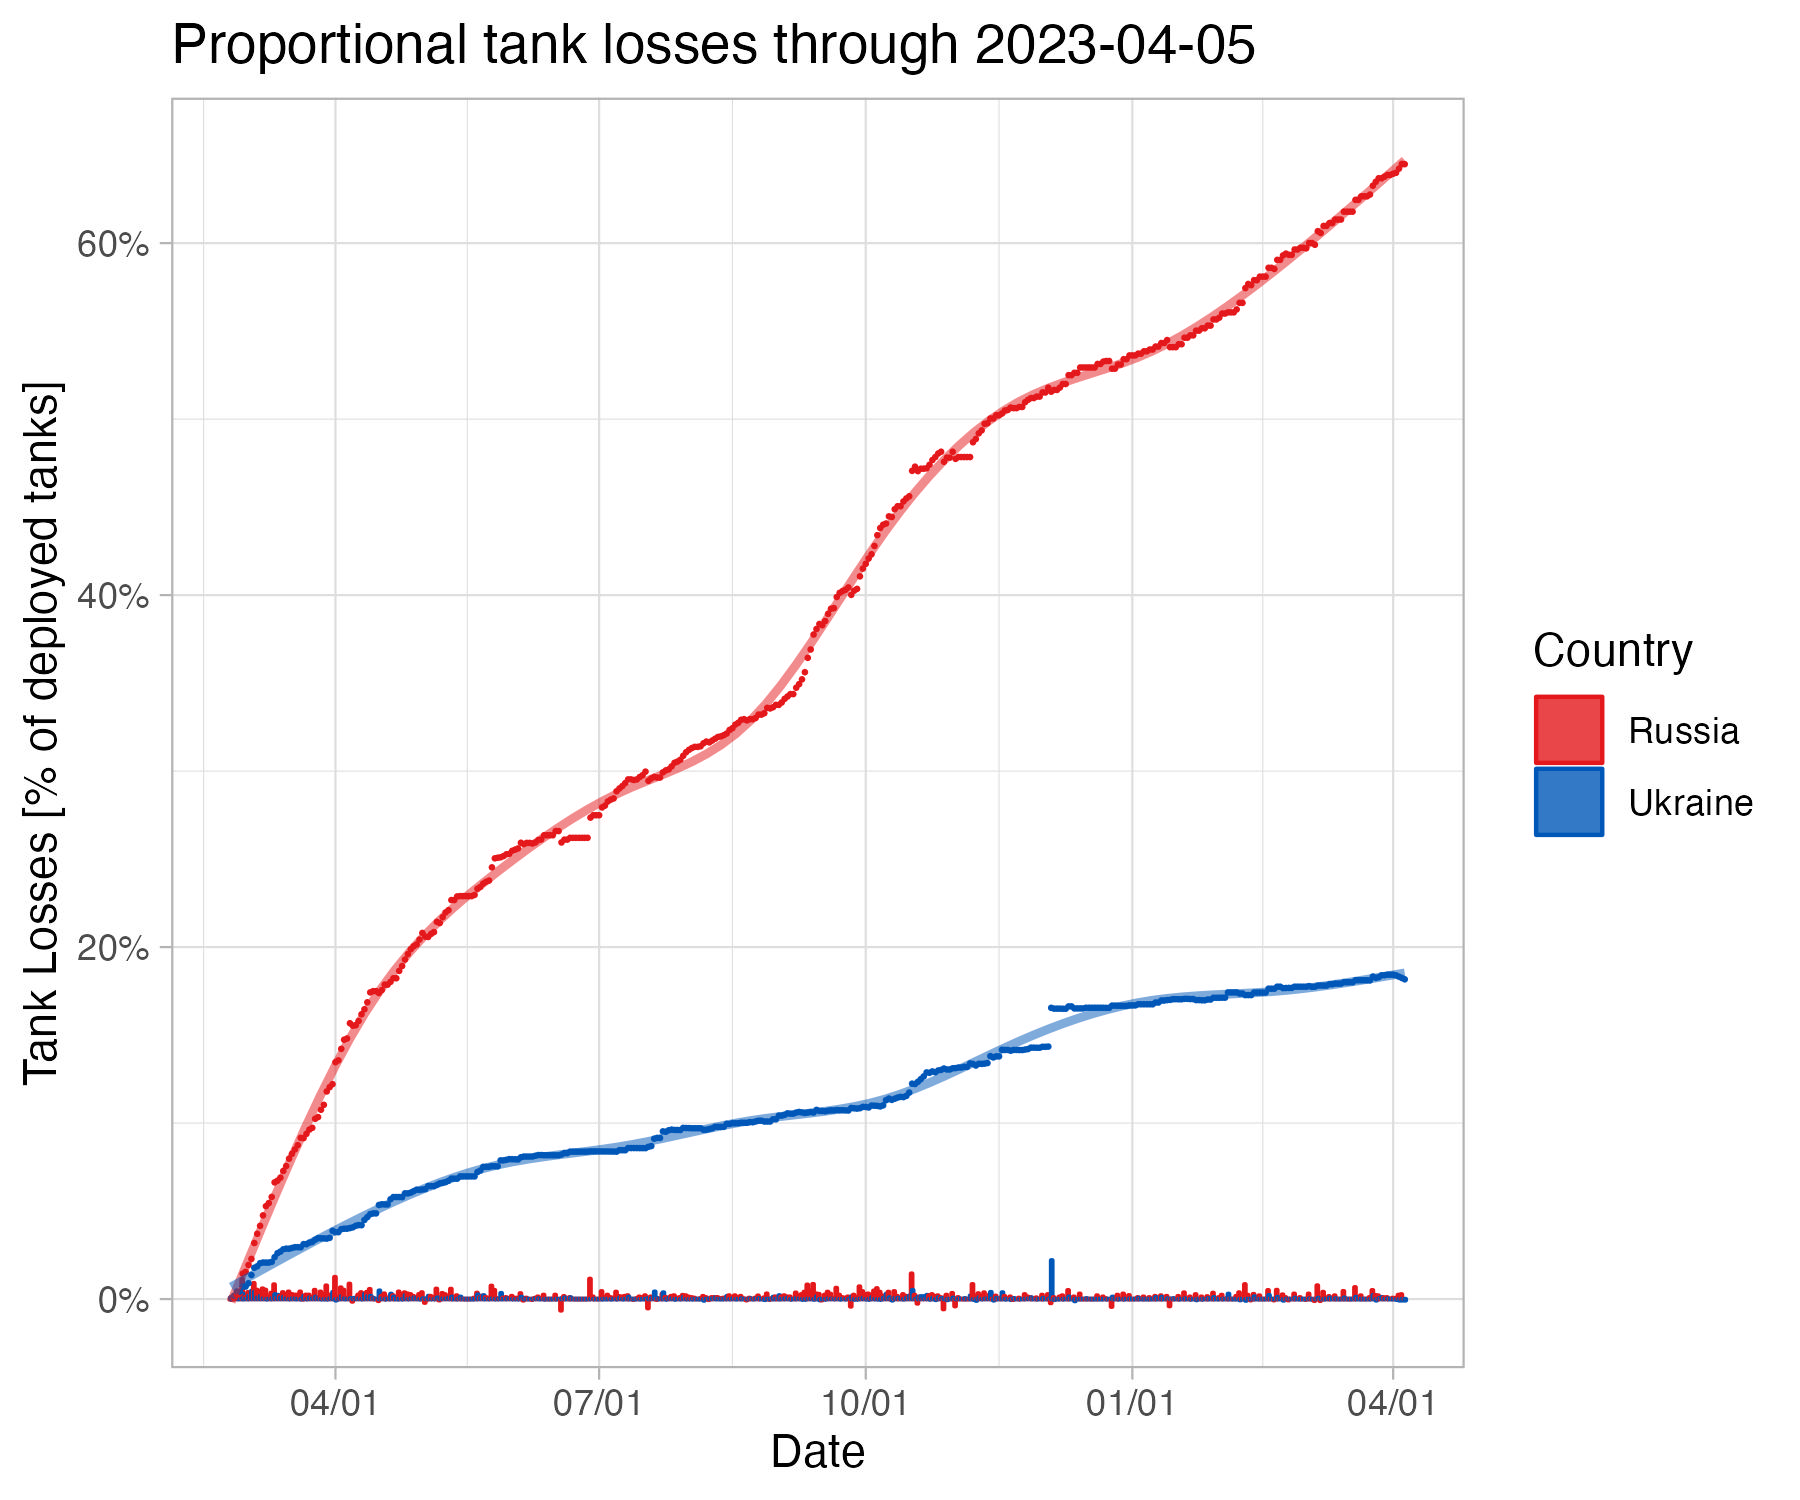 Proportional tank losses through 2023-04-05
Tank Losses [% of deployed tanks]
60%
40%
20%
0%
04/01 07/01 10/01 01/01 04/01
Date
Country
Russia
Ukraine